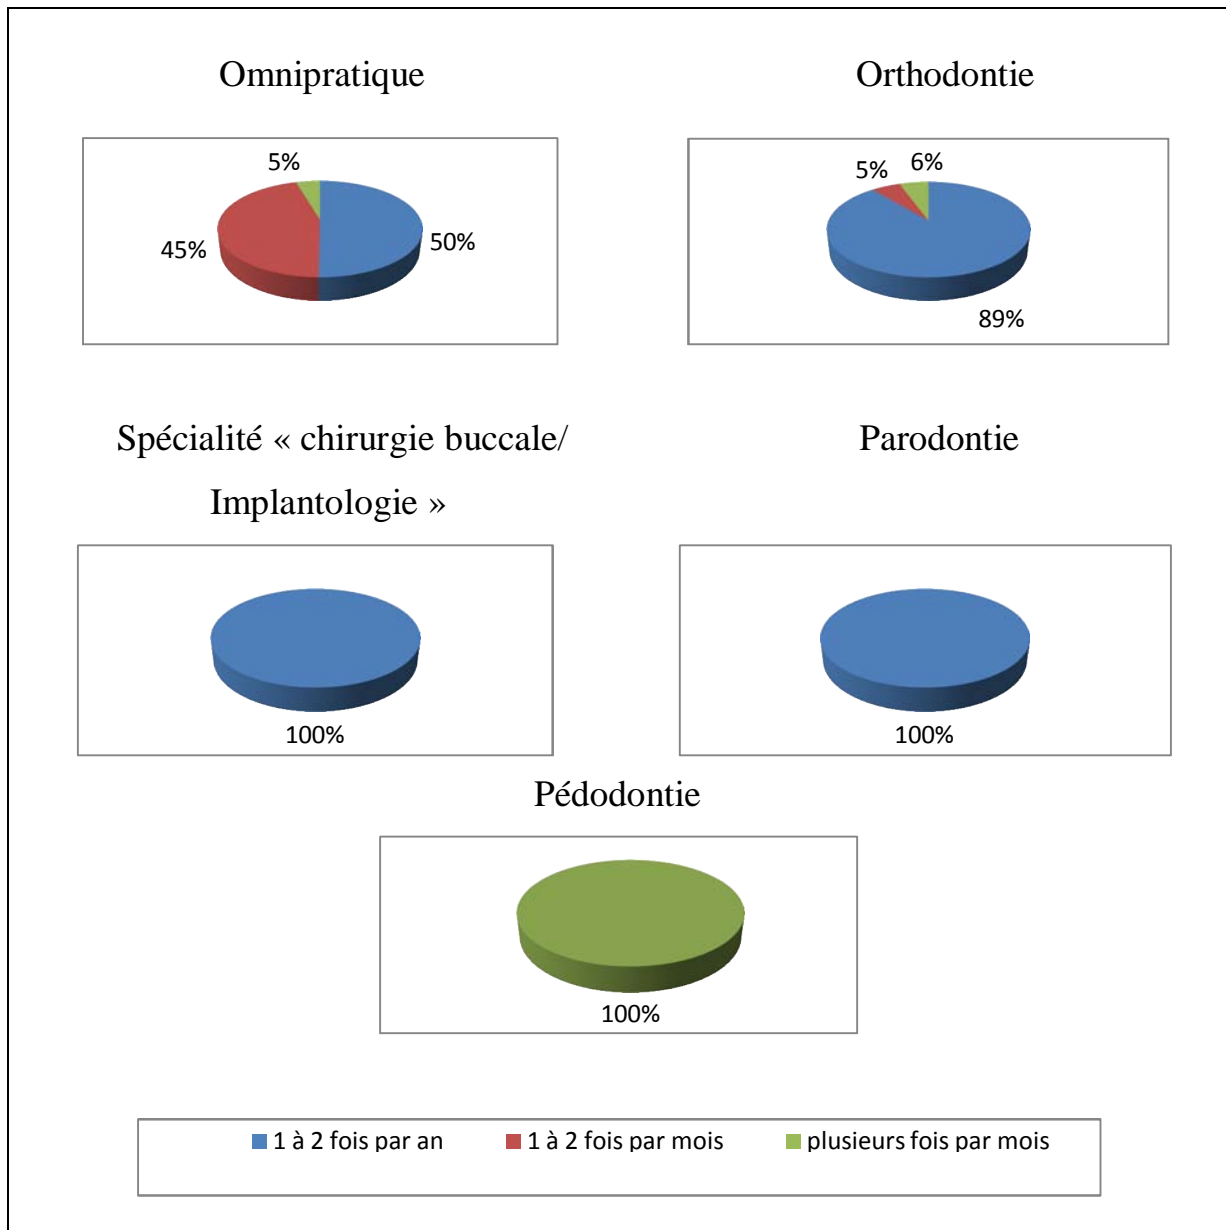 Omnipratique
Orthodontie
5%
45%
50%
5%
6%
89%
Spécialité « chirurgie buccale/
Implantologie »
Parodontie
100%
100%
Pédodontie
100%
1 à 2 fois par an
1 à 2 fois par mois
plusieurs fois par mois